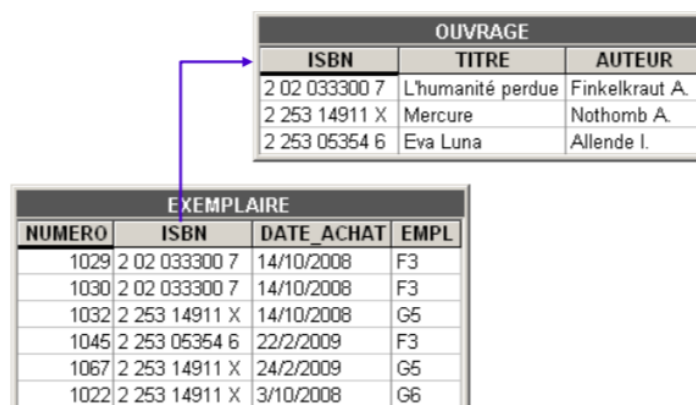 OUVRAGE
ISBN TITRE AUTEUR
2 02 033300 7 L'humanité perdue Finkelkraut A.
2 253 14911 X Mercure Nothomb A.
2 253 05354 6 Eva Luna Allende I.
EXEMPLAIRE
NUMERO ISBN DATE_ACHAT EMPL
1029 2 02 033300 7 14/10/2008 F3
1030 2 02 033300 7 14/10/2008 F3
1032 2 253 14911 X 14/10/2008 G5
1045 2 253 05354 6 22/2/2009 F3
1067 2 253 14911 X 24/2/2009 G5
1022 2 253 14911 X 3/10/2008 G6